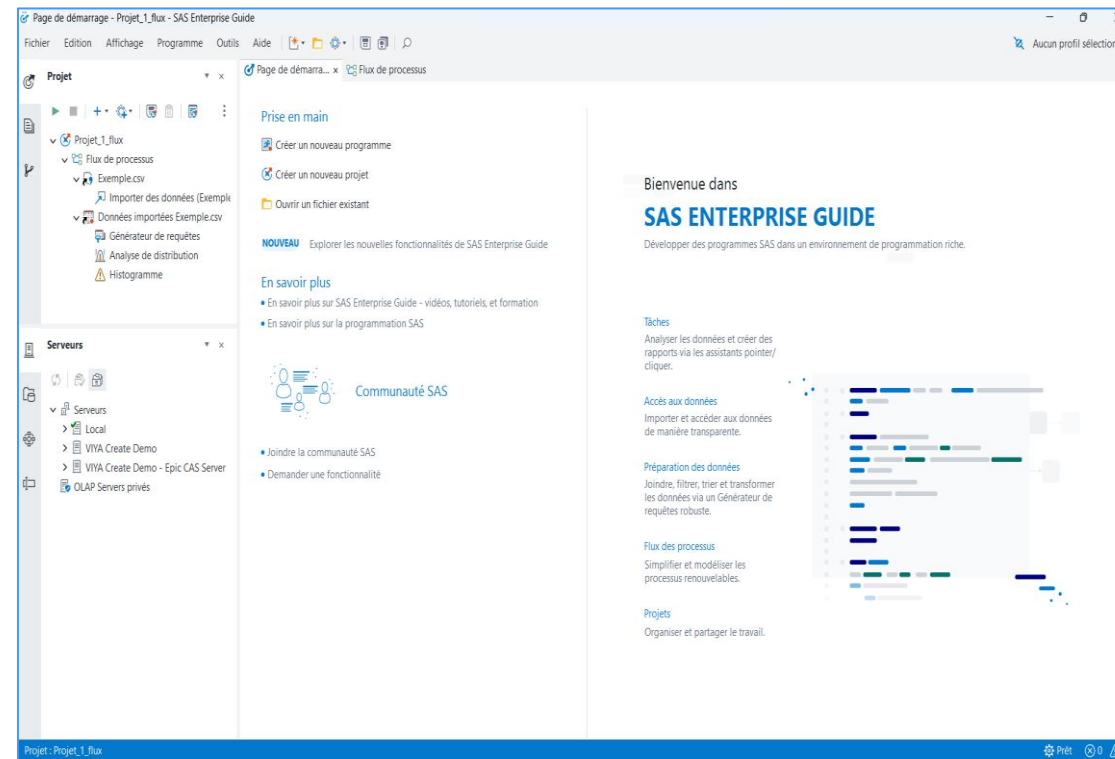 Page de démarrage - Projet_1_flux - SAS Enterprise Guide
Fichier Edition Affichage Programme Outils Aide
Aucun profil sélection
Projet
Page de démarra... x
Flux de processus
Projet_1_flux
Flux de processus
Exemple.csv
Importer des données (Exemple
Données importées Exemple.csv
Générateur de requêtes
Analyse de distribution
Histogramme
Serveurs
Serveurs
Local
VIYA Create Demo
VIYA Create Demo - Epic CAS Server
OLAP Servers privés
Prise en main
Créer un nouveau programme
Créer un nouveau projet
Ouvrir un fichier existant
NOUVEAU Explorer les nouvelles fonctionnalités de SAS Enterprise Guide
En savoir plus
• En savoir plus sur SAS Enterprise Guide - vidéos, tutoriels, et formation
• En savoir plus sur la programmation SAS
Communauté SAS
• Joindre la communauté SAS
• Demander une fonctionnalité
Bienvenue dans
SAS ENTERPRISE GUIDE
Développer des programmes SAS dans un environnement de programmation riche.
Tâches
Analyser les données et créer des
rapports via les assistants pointer/
cliquer.
Accès aux données
Importer et accéder aux données
de manière transparente.
Préparation des données
Joindre, filtrer, trier et transformer
les données via un Générateur de
requêtes robuste.
Flux des processus
Simplifier et modéliser les
processus renouvelables.
Projets
Organiser et partager le travail.
Projet : Projet_1_flux
Prêt
0